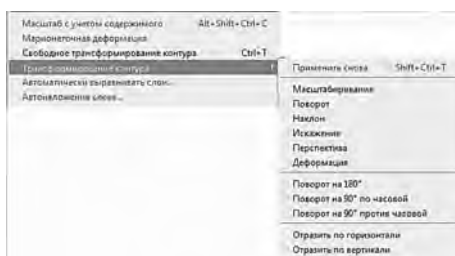 Масштаб с учетом содержимого Alt+Shift+Ctrl+C
Марионеточная деформация
Свободное трансформирование контура Ctrl+T
Трансформирование контура
Автоматически выравнивать слои...
Автоналожение слоев...
Применить снова Shift+Ctrl+T
Масштабирование
Поворот
Наклон
Искажение
Перспектива
Деформация
Поворот на 180°
Поворот на 90° по часовой
Поворот на 90° против часовой
Отразить по горизонтали
Отразить по вертикали